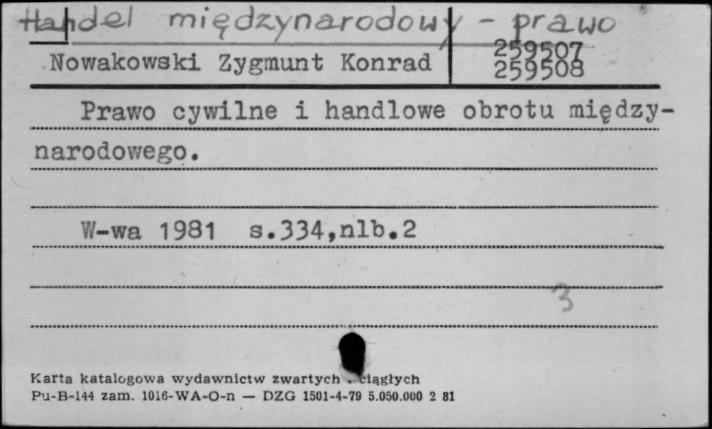 Handel międzynarodowy - prawo
259507
Nowakowski Zygmunt Konrad
259508
Prawo cywilne i handlowe obrotu między-
narodowego.
W-wa 1981 s.334,nlb.2
3
Karta katalogowa wydawnictw zwartych ciągłych
Pu-B-144 zam. 1016-WA-O-n — DZG 1501-4-79 5.050.000 2 81